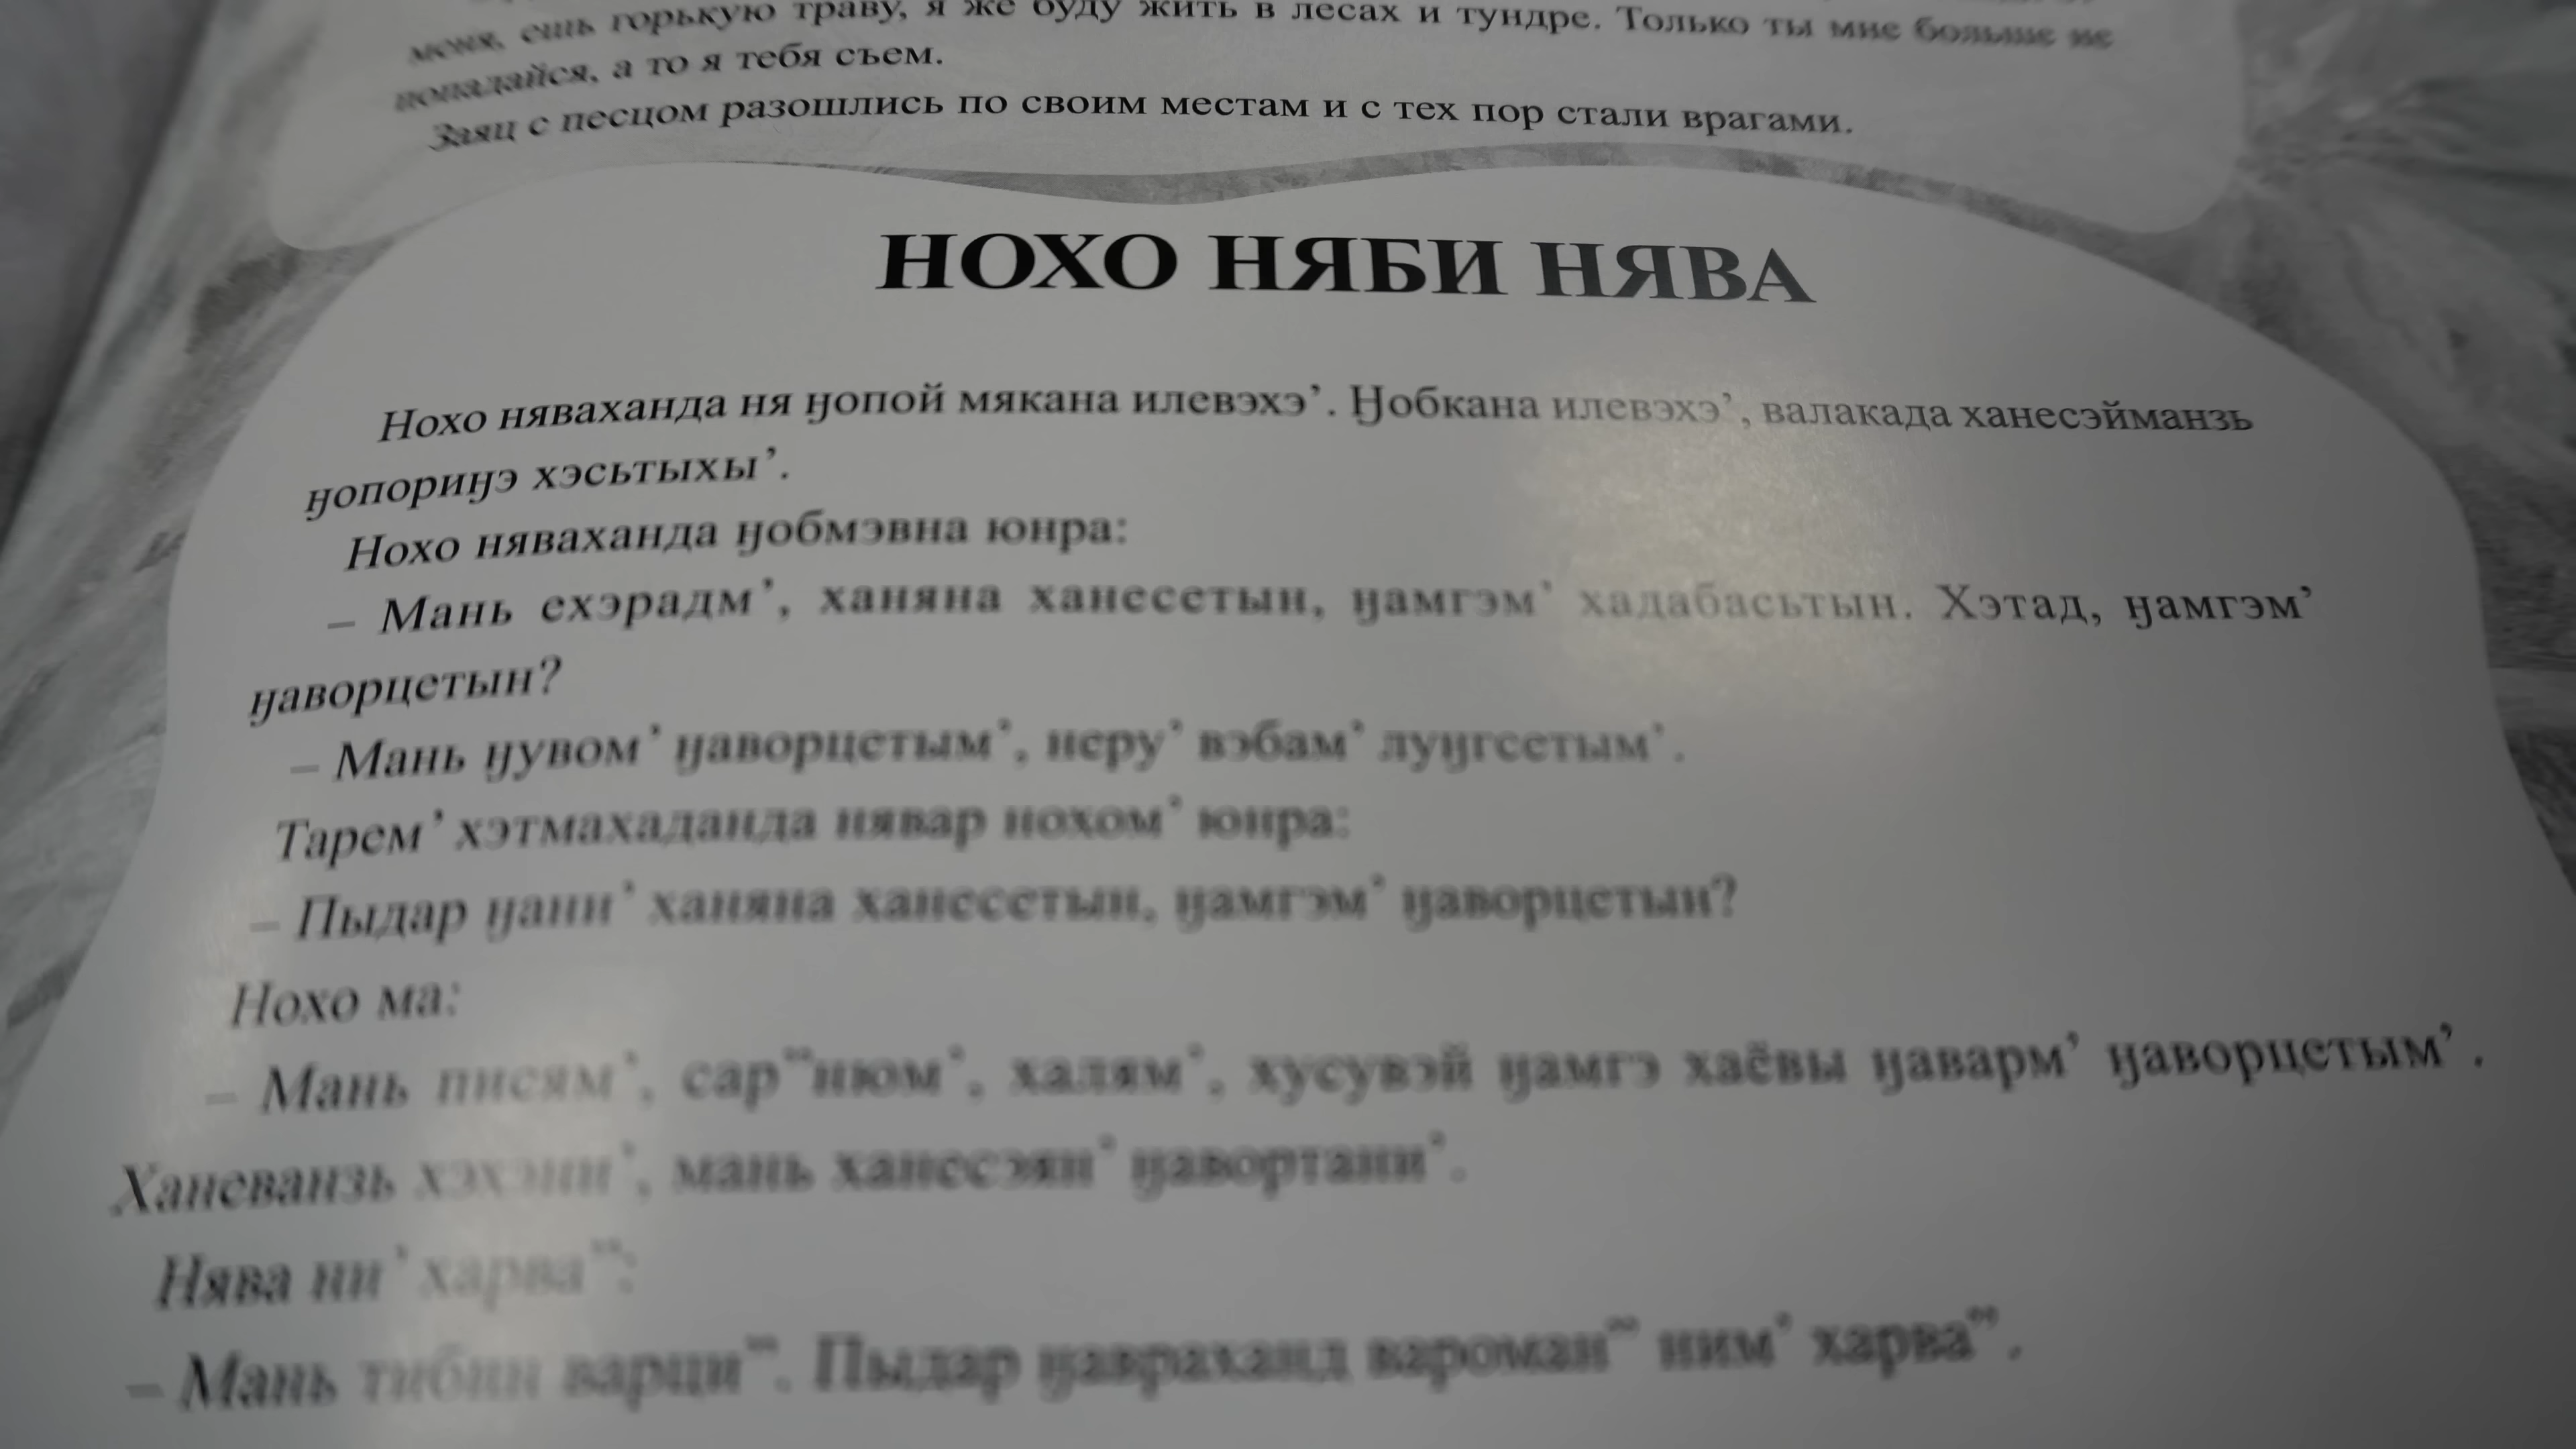 меня, ешь горькую траву, я же буду жить в лесах и тундре. Только ты мне больше не
попадайся, а то я тебя съем.
Заяц с песцом разошлись по своим местам и с тех пор стали врагами.
НОХО НЯБИ НЯВА
Нохо няваханда ня ӈопой мякана илевэхэ’. Ӈобкана илевэхэ’, валакада ханесэйманзь
ӈопориӈэ хэсьтыхы’.
Нохо няваханда ӈобмэвна юнра:
– Мань ехэрадм’, ханяна ханесетын, ӈамгэм’ хадабасьтын. Хэтад, ӈамгэм’
ӈаворцетын?
– Мань ӈувом’ ӈаворцетым’, неру’ вэбам’ луӈгсетым’.
Тарем’ хэтмахаданда нявар нохом’ юнра:
– Пыдар ӈани’ ханяна ханесетын, ӈамгэм’ ӈаворцетын?
Нохо ма:
– Мань писям’, сар”нюм’, халям’, хусувэй ӈамгэ хаёвы ӈаварм’ ӈаворцетым’.
Ханеванзь хэхэни’, мань ханесэян’ ӈавортани’.
Нява ни’ харва”:
– Мань тибин варци”. Пыдар ӈавраханд вароман” ним’ харва”.